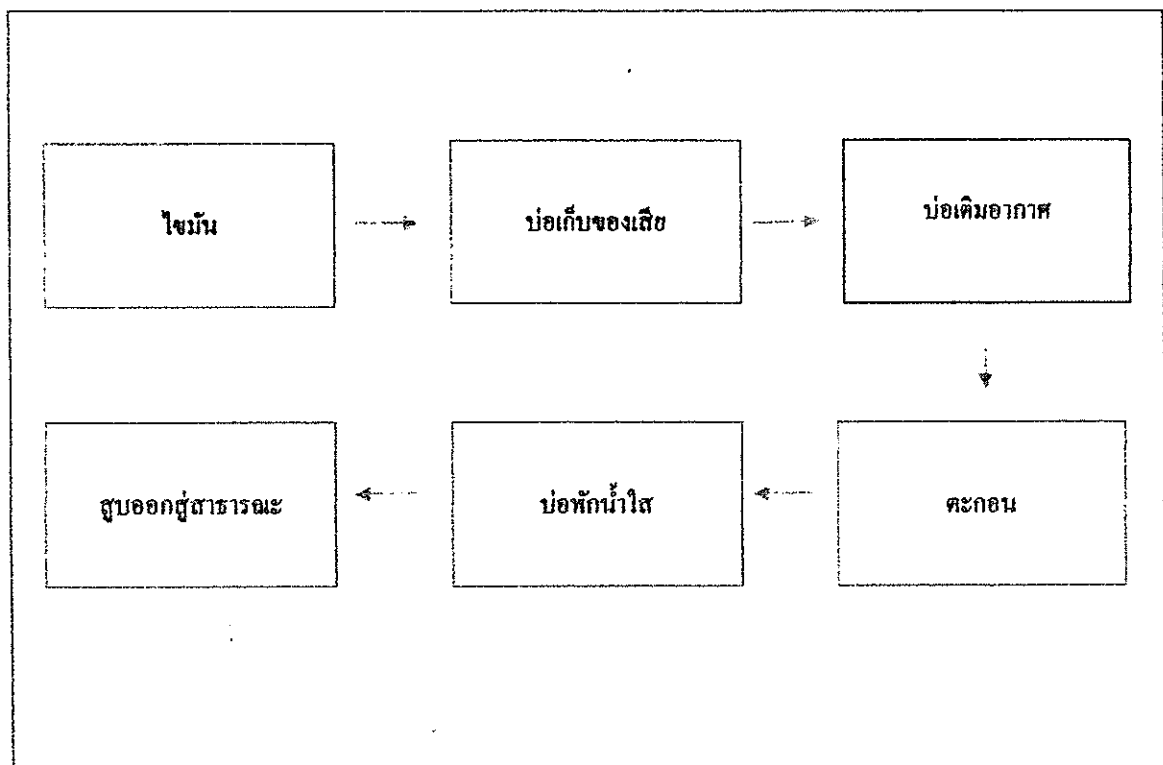 ไขมัน
บ่อเก็บของเสีย
บ่อเติมอากาศ
ตะกอน
บ่อพักน้ำใส
สูบออกสู่สาธารณะ